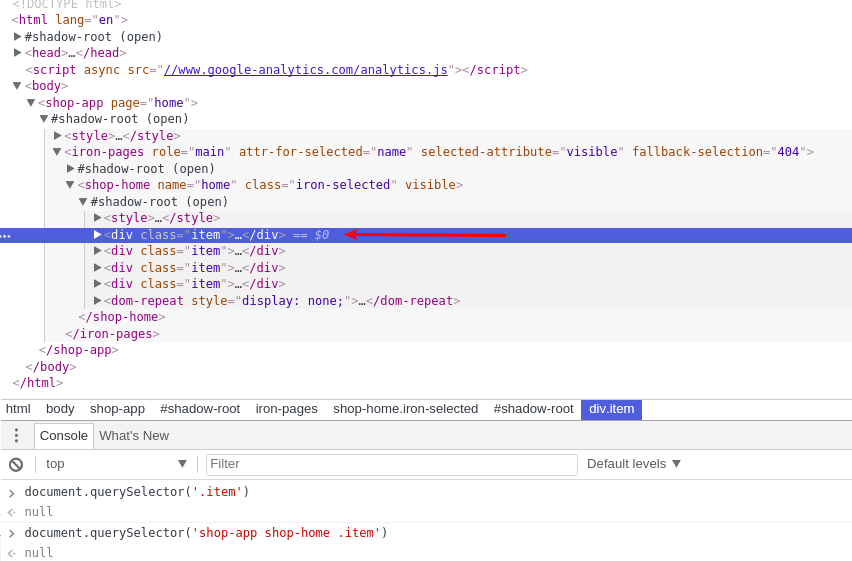 <!DOCTYPE html>
<html lang="en">
#shadow-root (open)
<head>…</head>
<script async src="//www.google-analytics.com/analytics.js"></script>
<body>
<shop-app page="home">
#shadow-root (open)
<style>…</style>
<iron-pages role="main" attr-for-selected="name" selected-attribute="visible" fallback-selection="404">
#shadow-root (open)
<shop-home name="home" class="iron-selected" visible>
#shadow-root (open)
<style>…</style>
<div class="item">…</div> == $0
<div class="item">…</div>
<div class="item">…</div>
<div class="item">…</div>
<dom-repeat style="display: none;">…</dom-repeat>
</shop-home>
</iron-pages>
</shop-app>
</body>
</html>
html body shop-app #shadow-root iron-pages shop-home.iron-selected #shadow-root div.item
Console What's New
top Filter Default levels
document.querySelector('.item')
null
document.querySelector('shop-app shop-home .item')
null